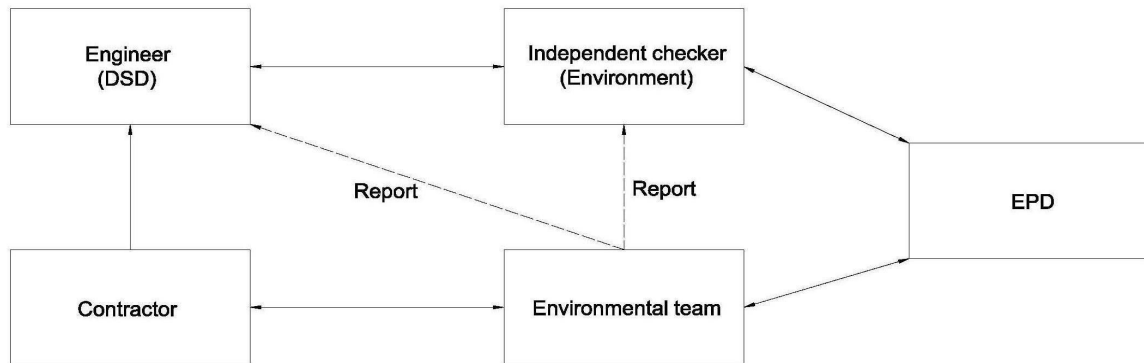 Engineer
(DSD)
Independent checker
(Environment)
Report
Report
EPD
Contractor
Environmental team